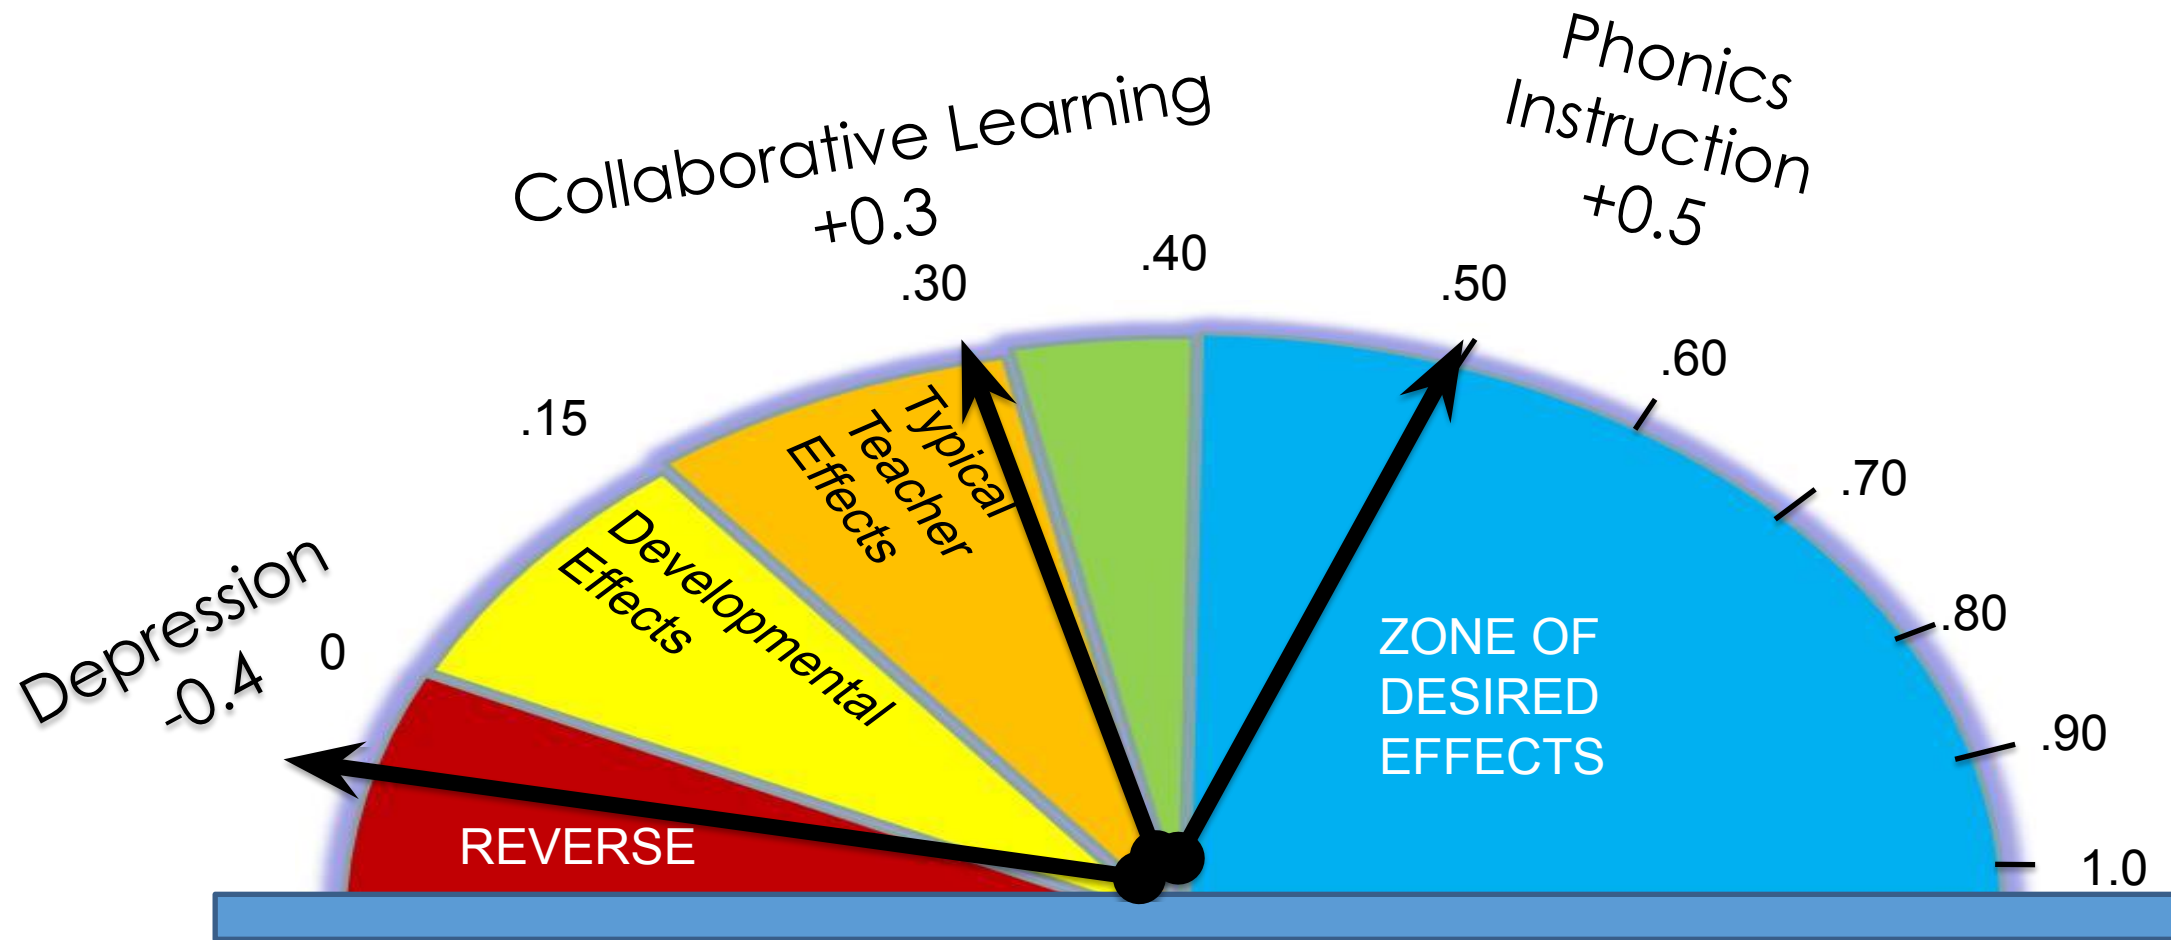 Phonics
Instruction
+0.5
Collaborative Learning
+0.3
.30
.40
.50
.60
.15
.70
Typical
Teacher
Effects
Developmental
Effects
Depression
-0.4
0
.80
ZONE OF
DESIRED
EFFECTS
.90
REVERSE
1.0